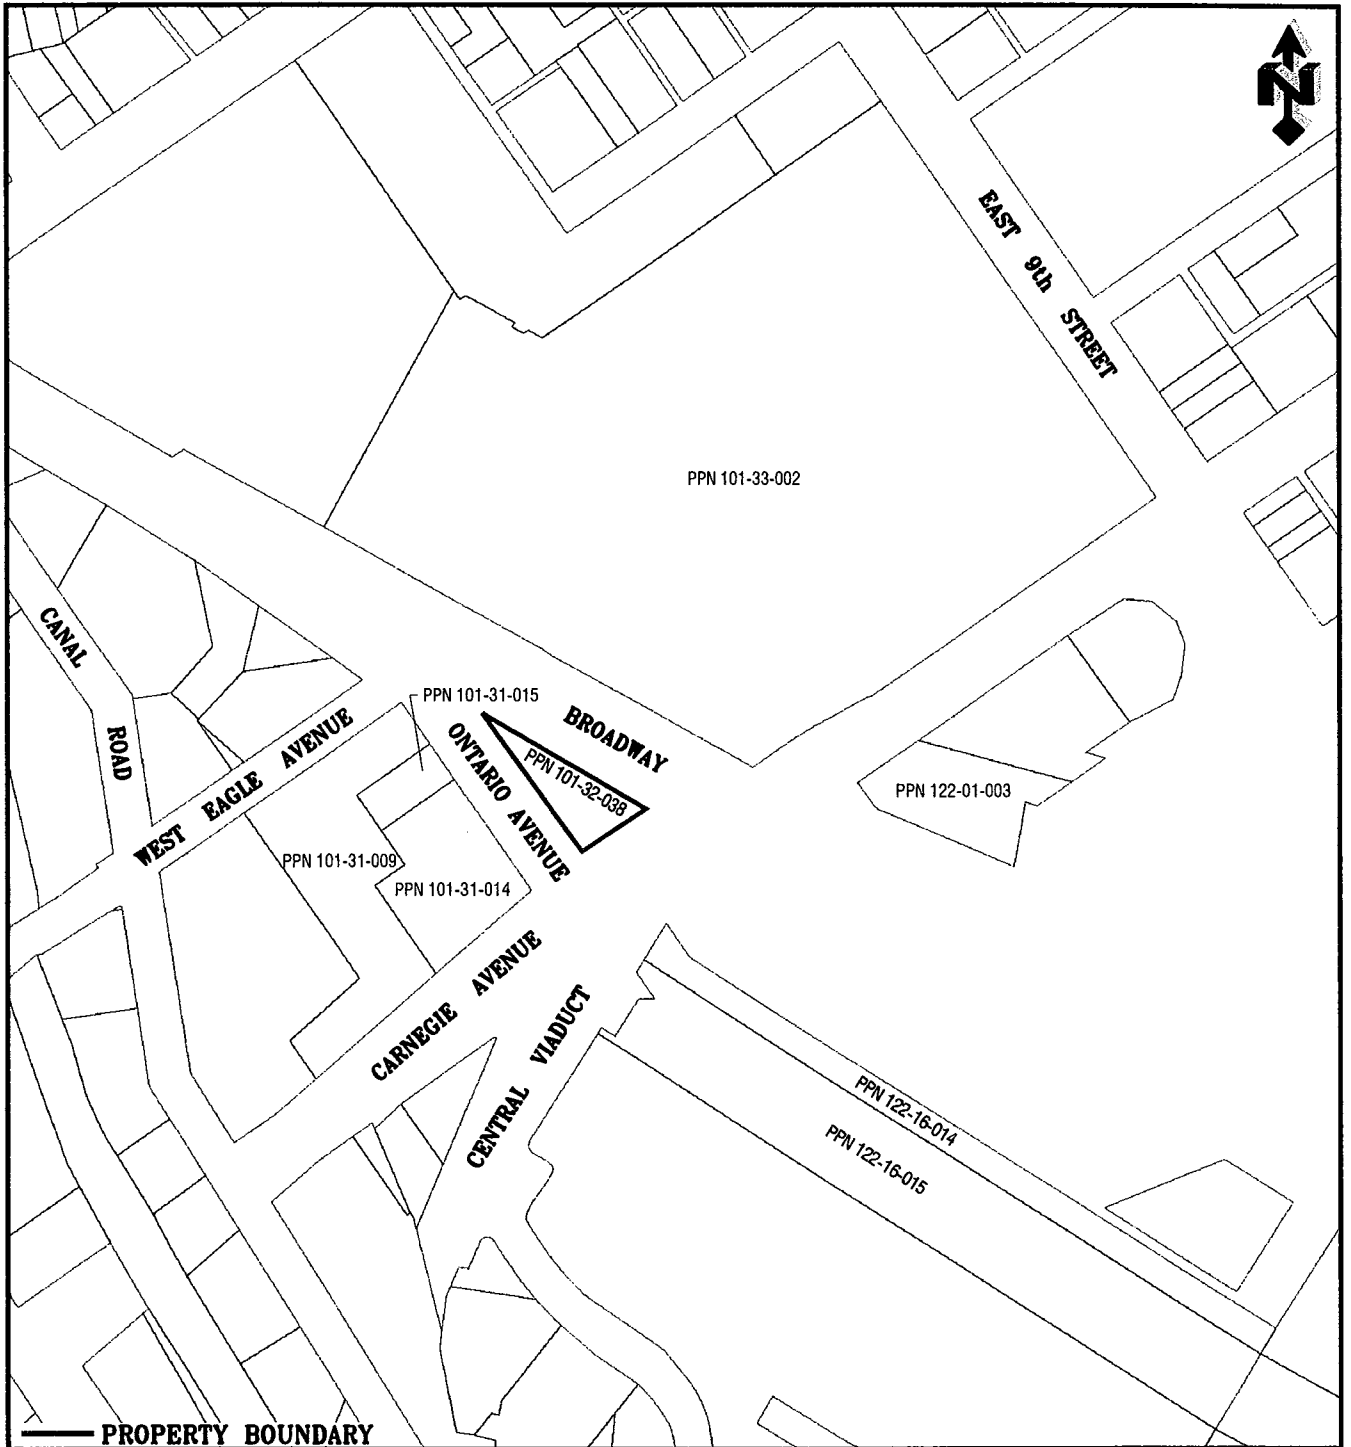 N
EAST 9th STREET
PPN 101-33-002
CANAL ROAD
PPN 101-31-015
BROADWAY
ONTARIO AVENUE
PPN 101-32-038
WEST EAGLE AVENUE
PPN 122-01-003
PPN 101-31-009
PPN 101-31-014
CARNEGIE AVENUE
CENTRAL VIADUCT
PPN 122-16-014
PPN 122-16-015
PROPERTY BOUNDARY